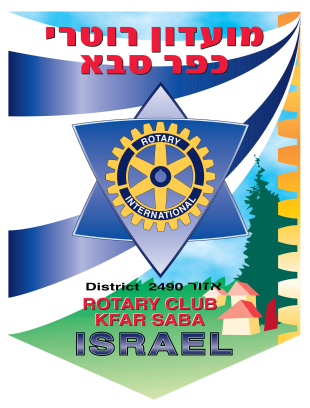 מועדון רוטרי
כפר סבא
ROTARY
INTERNATIONAL
District 2490 אזור
ROTARY CLUB
KFAR SABA
ISRAEL